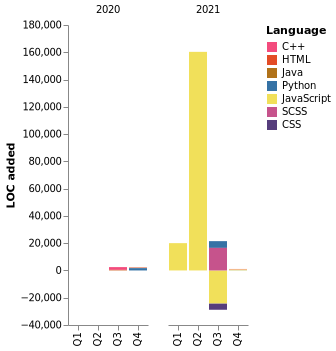 2020 2021
Language
C++
HTML
Java
Python
JavaScript
SCSS
CSS
LOC added
180,000
160,000
140,000
120,000
100,000
80,000
60,000
40,000
20,000
0
−20,000
−40,000
Q1 Q2 Q3 Q4 Q1 Q2 Q3 Q4